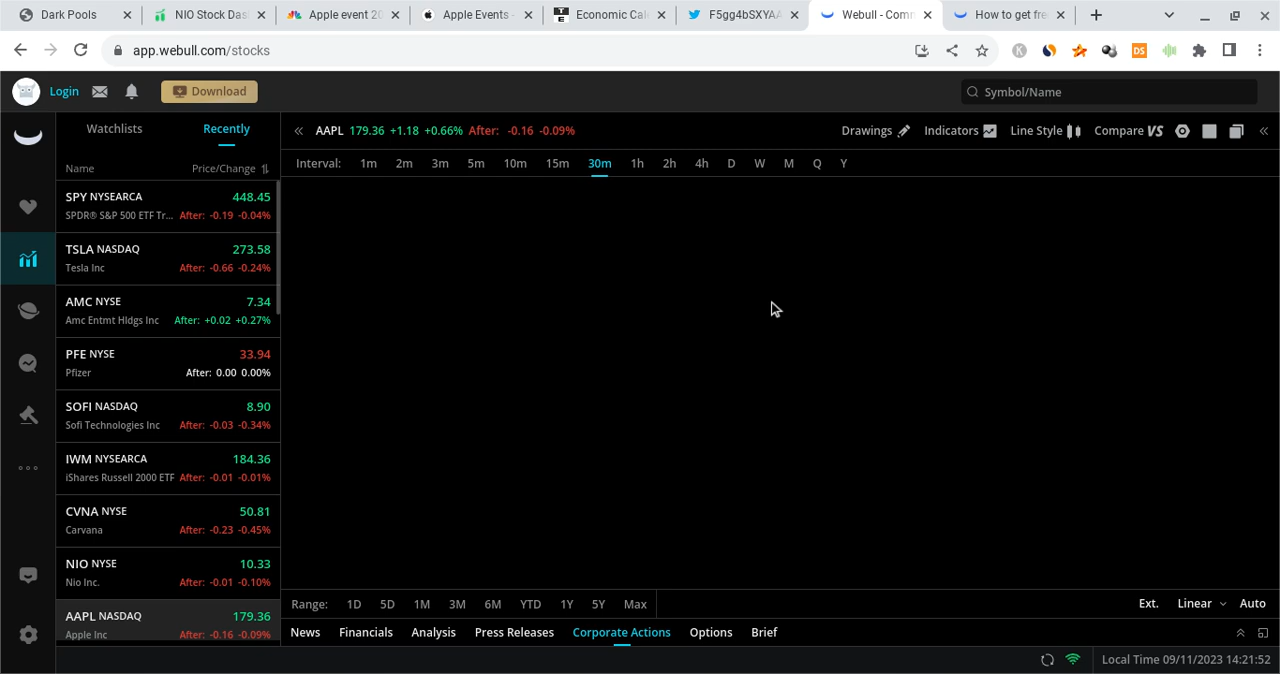 Dark Pools
NIO Stock Das
Apple event 20
Apple Events -
Economic Cale
F5gg4bSXYAA
Webull - Comm
How to get fre
app.webull.com/stocks
Login
Download
Symbol/Name
Watchlists
Recently
Name
Price/Change
SPY NYSEARCA 448.45
SPDR® S&P 500 ETF Tr... After: -0.19 -0.04%
TSLA NASDAQ 273.58
Tesla Inc After: -0.66 -0.24%
AMC NYSE 7.34
Amc Entmt Hldgs Inc After: +0.02 +0.27%
PFE NYSE 33.94
Pfizer After: 0.00 0.00%
SOFI NASDAQ 8.90
Sofi Technologies Inc After: -0.03 -0.34%
IWM NYSEARCA 184.36
iShares Russell 2000 ETF After: -0.01 -0.01%
CVNA NYSE 50.81
Carvana After: -0.23 -0.45%
NIO NYSE 10.33
Nio Inc. After: -0.01 -0.10%
AAPL NASDAQ 179.36
Apple Inc After: -0.16 -0.09%
AAPL 179.36 +1.18 +0.66% After: -0.16 -0.09%
Drawings Indicators Line Style Compare VS
Interval: 1m 2m 3m 5m 10m 15m 30m 1h 2h 4h D W M Q Y
Range: 1D 5D 1M 3M 6M YTD 1Y 5Y Max
Ext. Linear Auto
News Financials Analysis Press Releases Corporate Actions Options Brief
Local Time 09/11/2023 14:21:52